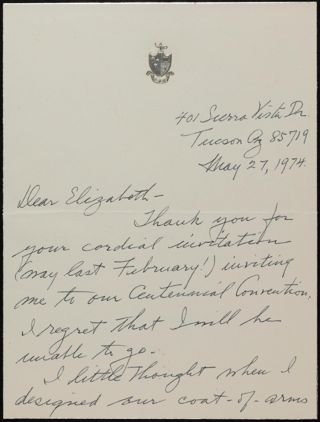 401 Sierra Vista Dr.
Tucson Az 85719
May 27, 1974.
Dear Elizabeth-
Thank you for
your cordial invitation
(way last February!) inviting
me to our Centennial Convention.
I regret that I will be
unable to go.
I little thought when I
designed our coat-of-arms